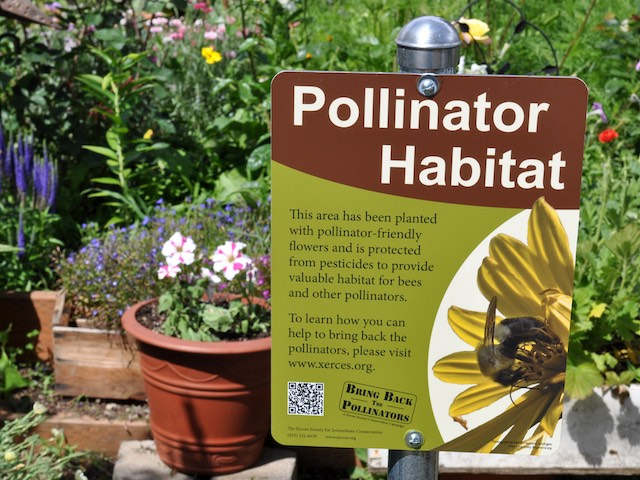 Pollinator
Habitat
This area has been planted
with pollinator-friendly
flowers and is protected
from pesticides to provide
valuable habitat for bees
and other pollinators.
To learn how you can
help to bring back the
pollinators, please visit
www.xerces.org.
BRING BACK
THE
POLLINATORS
The Xerces Society for Invertebrate Conservation
www.xerces.org